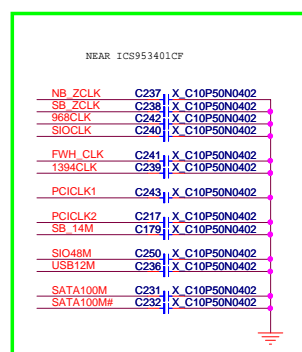 NEAR ICS953401CF
NB_ZCLK C237 X_C10P50N0402
SB_ZCLK C238 X_C10P50N0402
968CLK C242 X_C10P50N0402
SIOCLK C240 X_C10P50N0402
FWH_CLK C241 X_C10P50N0402
1394CLK C239 X_C10P50N0402
PCICLK1 C243 X_C10P50N0402
PCICLK2 C217 X_C10P50N0402
SB_14M C179 X_C10P50N0402
SIO48M C250 X_C10P50N0402
USB12M C236 X_C10P50N0402
SATA100M C231 X_C10P50N0402
SATA100M# C232 X_C10P50N0402